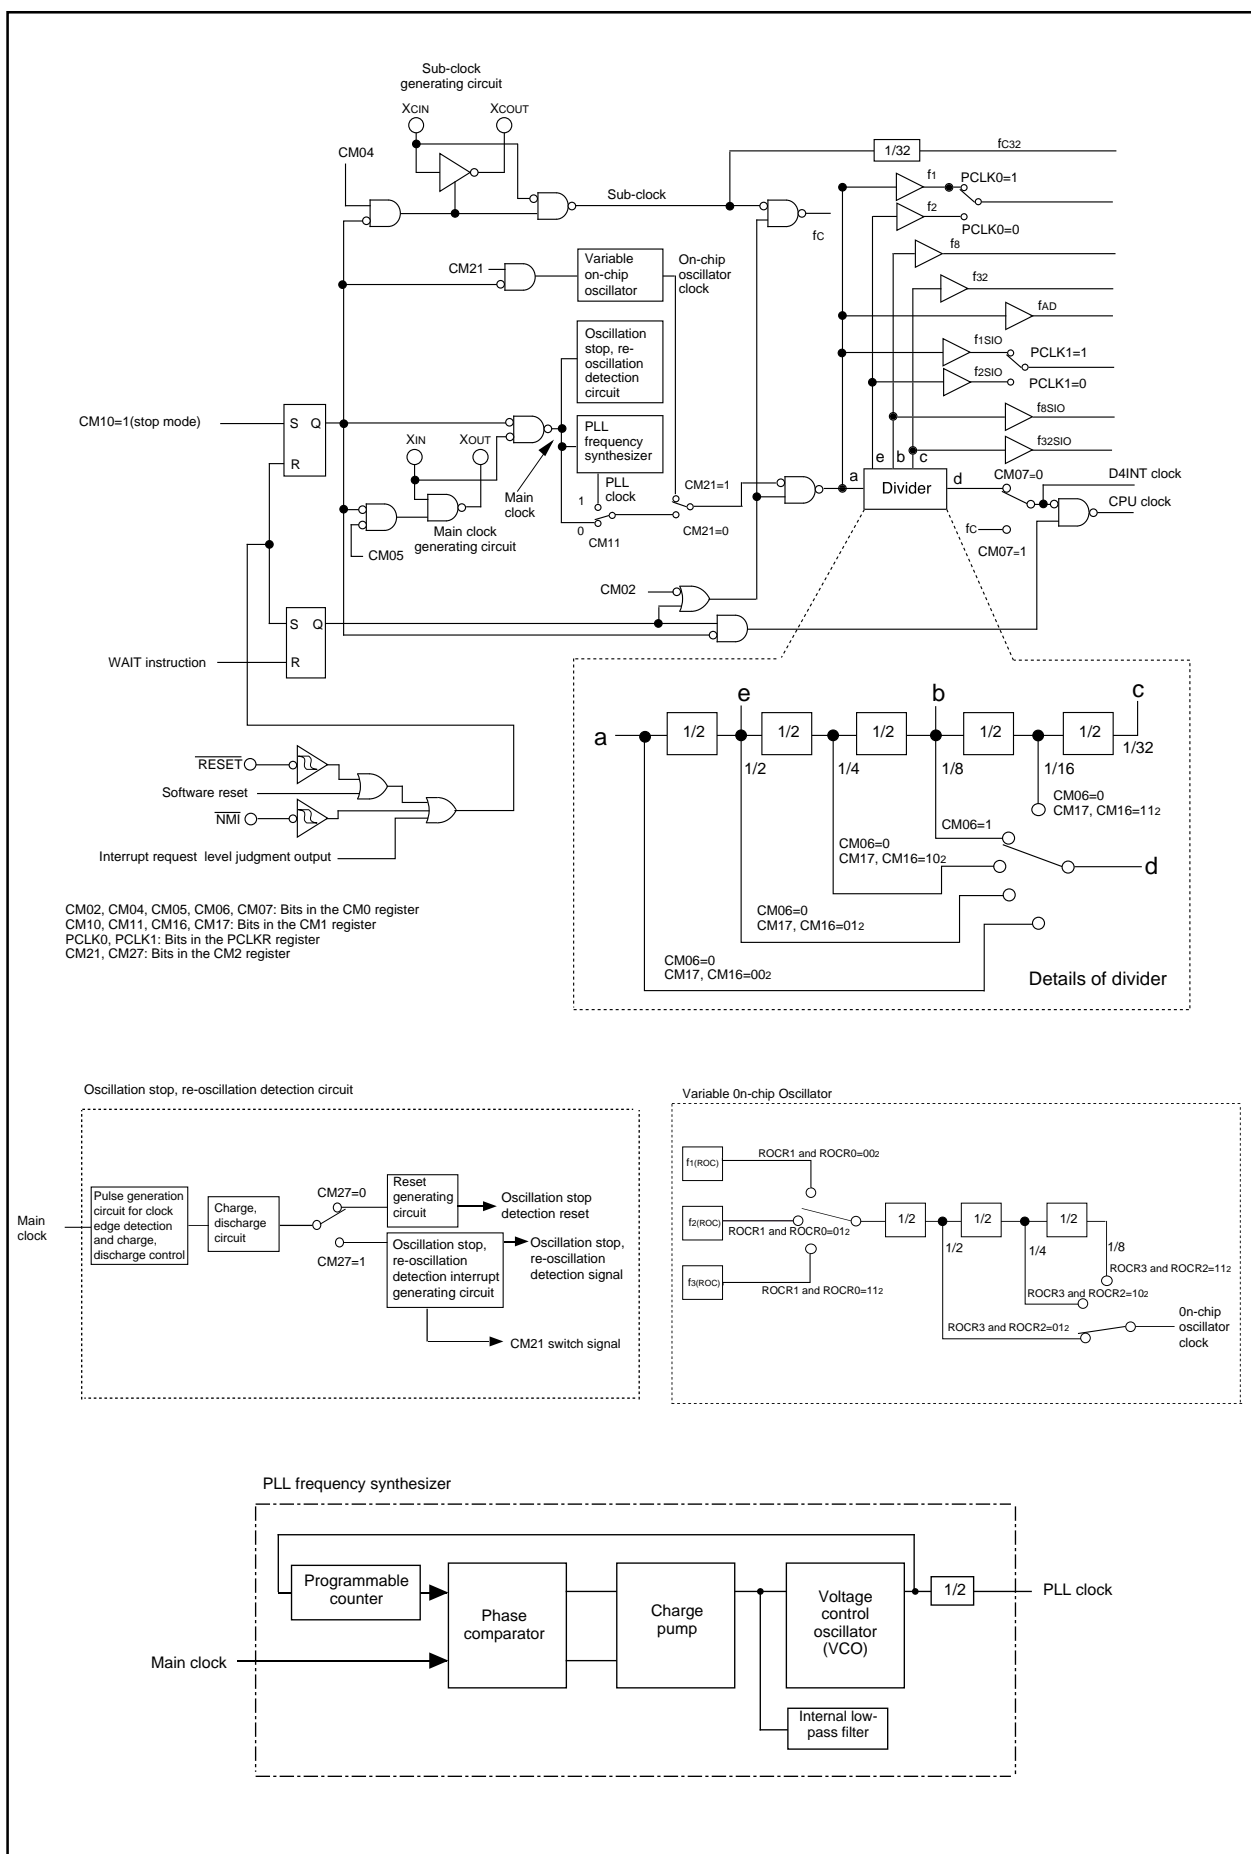 Sub-clock
generating circuit
XCIN
XCOUT
CM04
1/32
fC32
f1
PCLK0=1
Sub-clock
f2
PCLK0=0
fC
f8
CM21
Variable
on-chip
oscillator
On-chip
oscillator
clock
f32
fAD
Oscillation
stop, re-
oscillation
detection
circuit
f1SIO
PCLK1=1
f2SIO
PCLK1=0
CM10=1(stop mode)
S Q
R
f8SIO
XIN
XOUT
PLL
frequency
synthesizer
f32SIO
e b c
a
Divider
d
CM07=0
D4INT clock
CPU clock
PLL
clock
CM21=1
Main
clock
1
0
CM11
CM21=0
Main clock
generating circuit
CM05
fC
CM07=1
CM02
S Q
R
WAIT instruction
e
b
c
a
1/2
1/2
1/2
1/2
1/2
1/2
1/4
1/8
1/16
1/32
CM06=0
CM17, CM16=112
CM06=1
CM06=0
CM17, CM16=102
d
CM06=0
CM17, CM16=012
CM06=0
CM17, CM16=002
Details of divider
RESET
Software reset
NMI
Interrupt request level judgment output
CM02, CM04, CM05, CM06, CM07: Bits in the CM0 register
CM10, CM11, CM16, CM17: Bits in the CM1 register
PCLK0, PCLK1: Bits in the PCLKR register
CM21, CM27: Bits in the CM2 register
Oscillation stop, re-oscillation detection circuit
Main
clock
Pulse generation
circuit for clock
edge detection
and charge,
discharge control
Charge,
discharge
circuit
CM27=0
CM27=1
Reset
generating
circuit
Oscillation stop
detection reset
Oscillation stop,
re-oscillation
detection interrupt
generating circuit
Oscillation stop,
re-oscillation
detection signal
CM21 switch signal
Variable 0n-chip Oscillator
f1(ROC)
ROCR1 and ROCR0=002
f2(ROC)
ROCR1 and ROCR0=012
f3(ROC)
ROCR1 and ROCR0=112
1/2
1/2
1/2
1/2
1/4
1/8
ROCR3 and ROCR2=112
ROCR3 and ROCR2=102
ROCR3 and ROCR2=012
0n-chip
oscillator
clock
PLL frequency synthesizer
Programmable
counter
Main clock
Phase
comparator
Charge
pump
Voltage
control
oscillator
(VCO)
1/2
PLL clock
Internal low-
pass filter